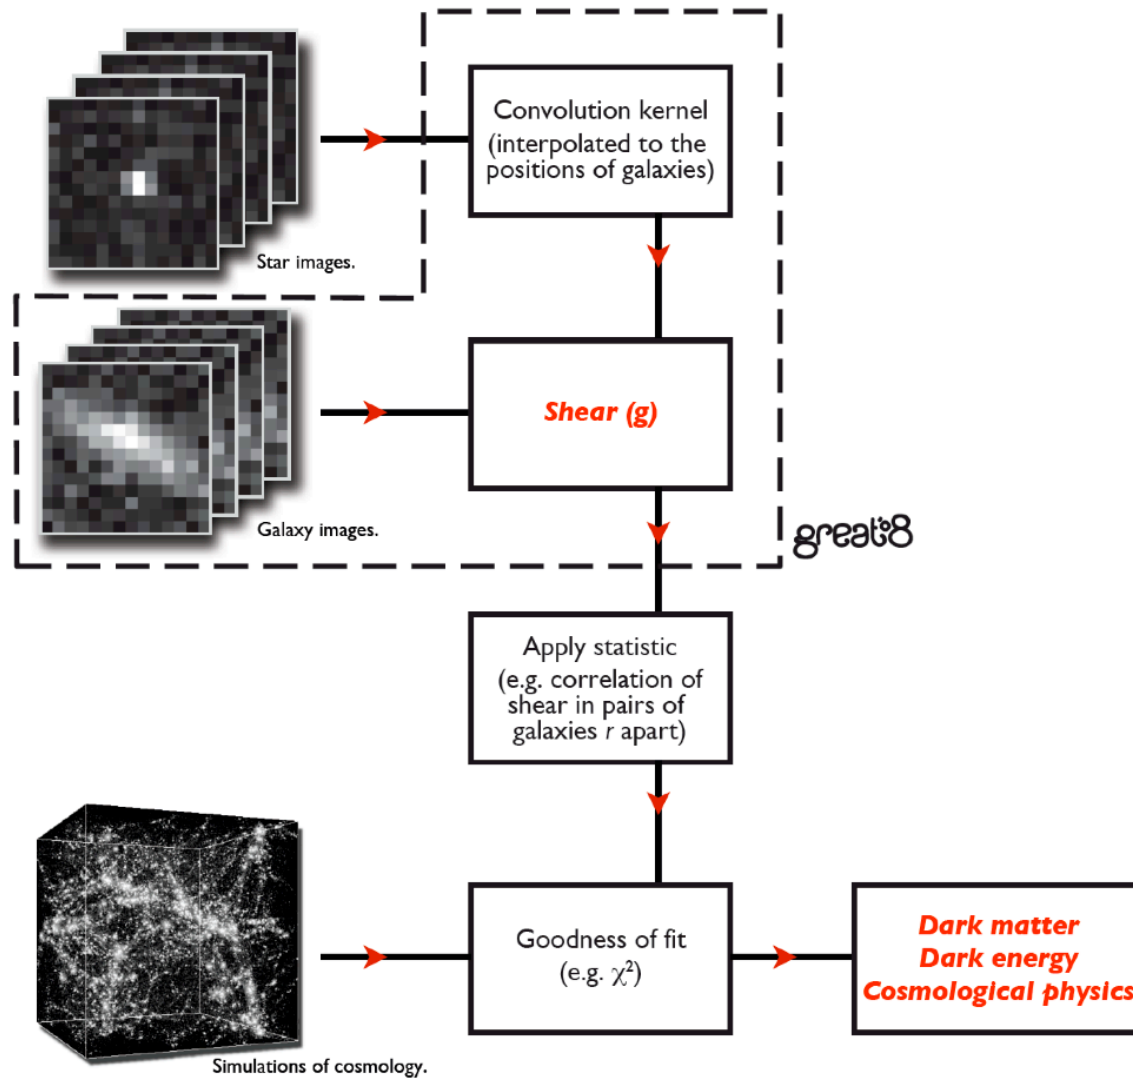 Convolution kernel
(interpolated to the
positions of galaxies)
Star images.
Shear (g)
Galaxy images.
great08
Apply statistic
(e.g. correlation of
shear in pairs of
galaxies r apart)
Goodness of fit
(e.g. χ²)
Dark matter
Dark energy
Cosmological physics
Simulations of cosmology.